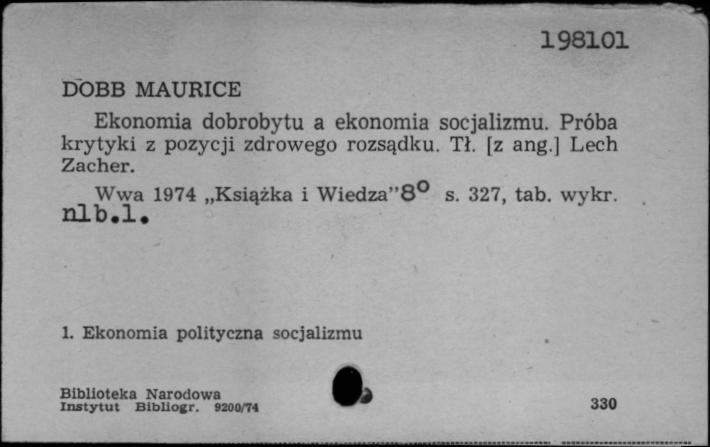 198101
DOBB MAURICE
Ekonomia dobrobytu a ekonomia socjalizmu. Próba
krytyki z pozycji zdrowego rozsądku. Tł. [z ang.] Lech
Zacher.
Wwa 1974 „Książka i Wiedza” 8° s. 327, tab. wykr.
nlb.1.
1. Ekonomia polityczna socjalizmu
Biblioteka Narodowa
Instytut Bibliogr. 9200/74
330